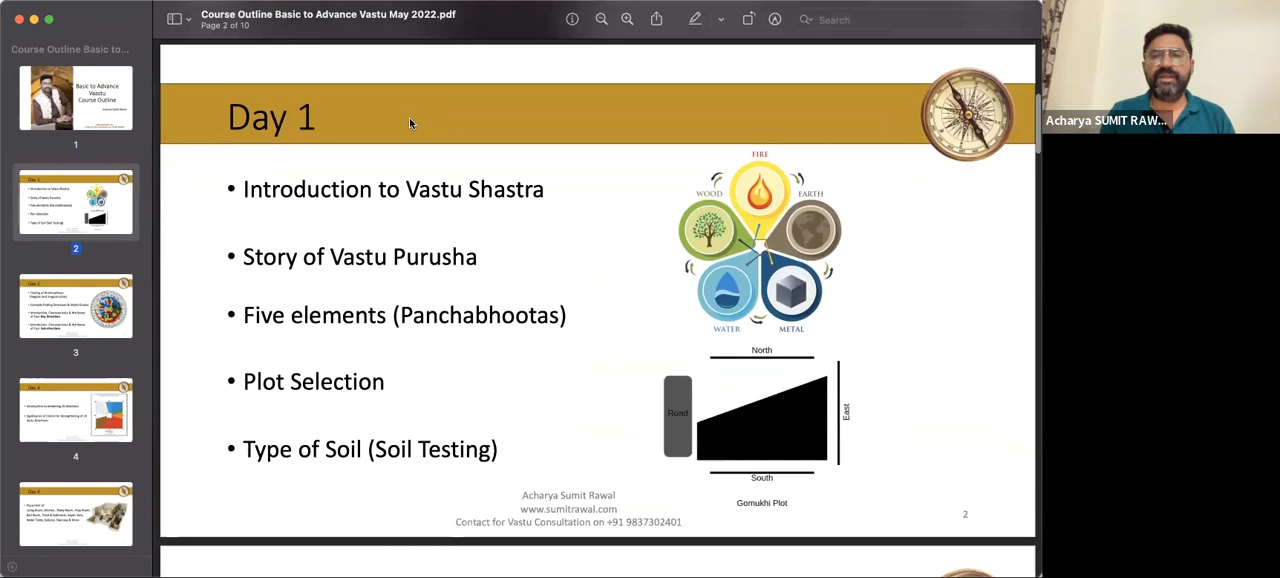 Course Outline Basic to Advance Vastu May 2022.pdf
Page 2 of 10
Search
Course Outline Basic to...
Basic to Advance
Vaastu
Course Outline
1
2
3
4
Day 1
Introduction to Vastu Shastra
Story of Vastu Purusha
Five elements (Panchabhootas)
Plot Selection
Type of Soil (Soil Testing)
FIRE
WOOD
EARTH
WATER
METAL
North
Road
East
South
Gomukhi Plot
Acharya Sumit Rawal
www.sumitrawal.com
Contact for Vastu Consultation on +91 9837302401
2
Acharya SUMIT RAW...